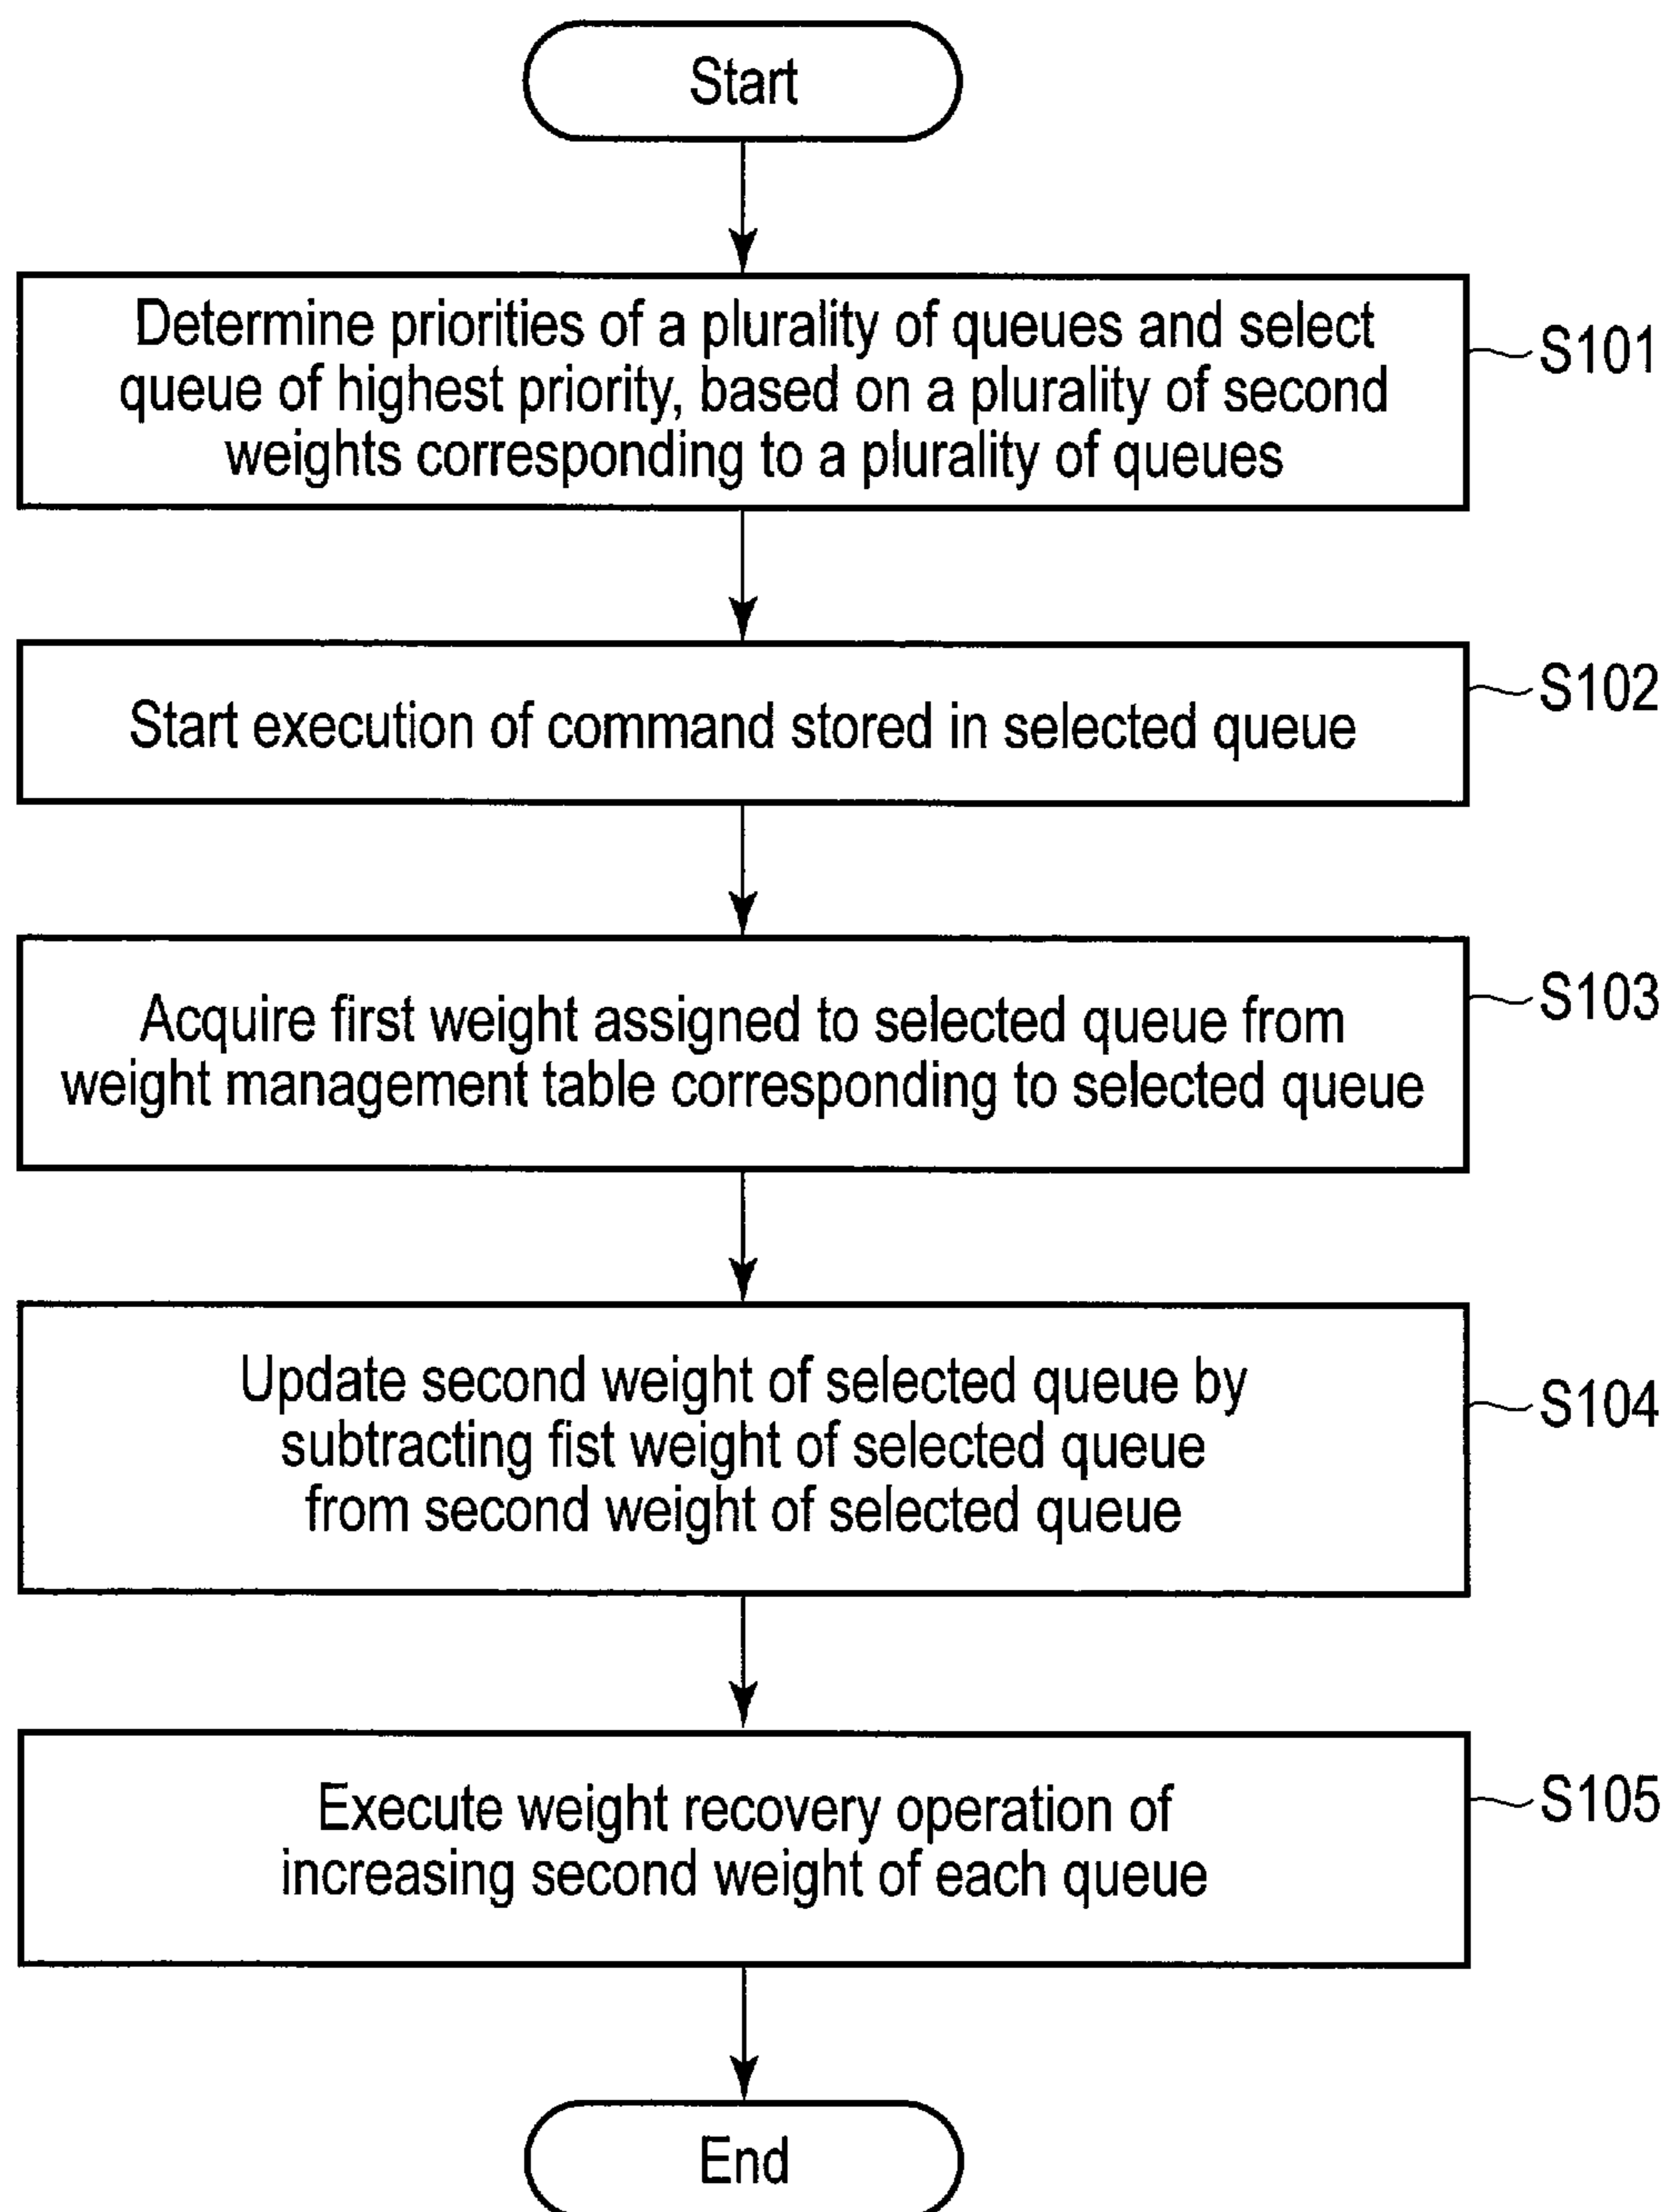 Start
Determine priorities of a plurality of queues and select
queue of highest priority, based on a plurality of second
weights corresponding to a plurality of queues
S101
Start execution of command stored in selected queue
S102
Acquire first weight assigned to selected queue from
weight management table corresponding to selected queue
S103
Update second weight of selected queue by
subtracting fist weight of selected queue
from second weight of selected queue
S104
Execute weight recovery operation of
increasing second weight of each queue
S105
End